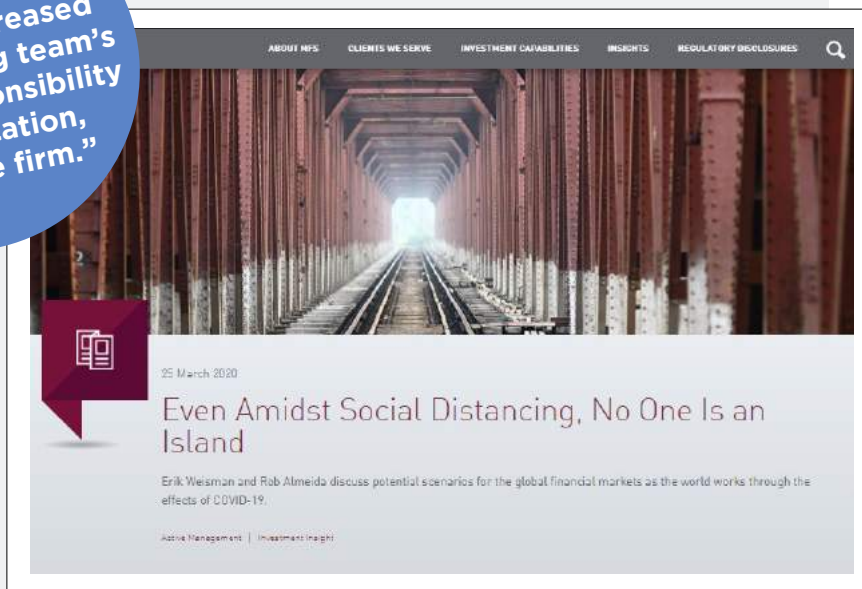 reased
g team's
onsibility
ation,
e firm."
ABOUT MFS CLIENTS WE SERVE INVESTMENT CAPABILITIES INSIGHTS REGULATORY DISCLOSURES
25 March 2020
Even Amidst Social Distancing, No One Is an
Island
Erik Weisman and Rob Almeida discuss potential scenarios for the global financial markets as the world works through the
effects of COVID-19.
Active Management | Investment Insight